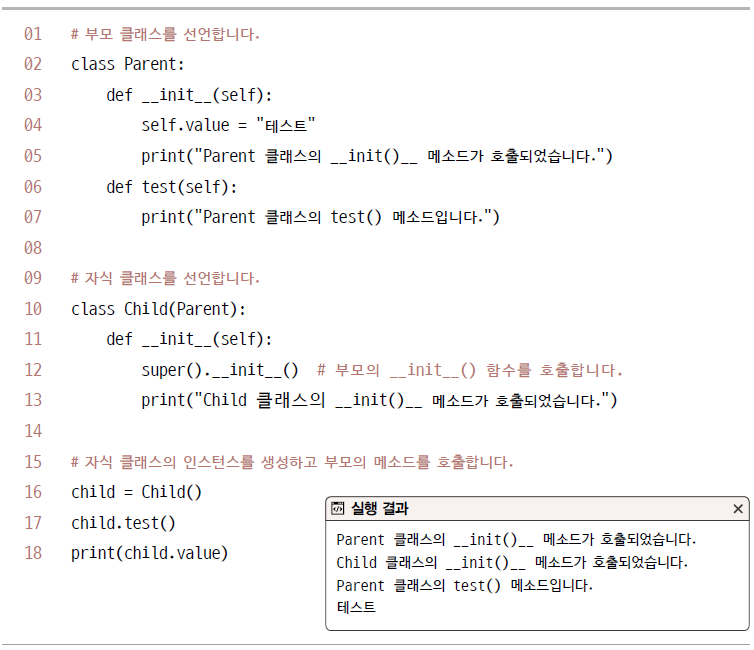 01 # 부모 클래스를 선언합니다.
02 class Parent:
03     def __init__(self):
04         self.value = "테스트"
05         print("Parent 클래스의 __init()__ 메소드가 호출되었습니다.")
06     def test(self):
07         print("Parent 클래스의 test() 메소드입니다.")
08
09 # 자식 클래스를 선언합니다.
10 class Child(Parent):
11     def __init__(self):
12         super().__init__()  # 부모의 __init__() 함수를 호출합니다.
13         print("Child 클래스의 __init()__ 메소드가 호출되었습니다.")
14
15 # 자식 클래스의 인스턴스를 생성하고 부모의 메소드를 호출합니다.
16 child = Child()
17 child.test()
18 print(child.value)
실행 결과
Parent 클래스의 __init()__ 메소드가 호출되었습니다.
Child 클래스의 __init()__ 메소드가 호출되었습니다.
Parent 클래스의 test() 메소드입니다.
테스트